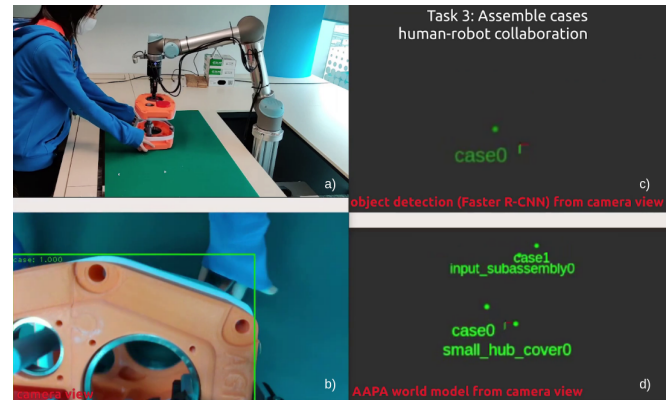 Task 3: Assemble cases
human-robot collaboration
a)
case0
c)
object detection (Faster R-CNN) from camera view
case: 1.000
b)
camera view
case1
input_subassembly0
case0
small_hub_cover0
d)
AAPA world model from camera view